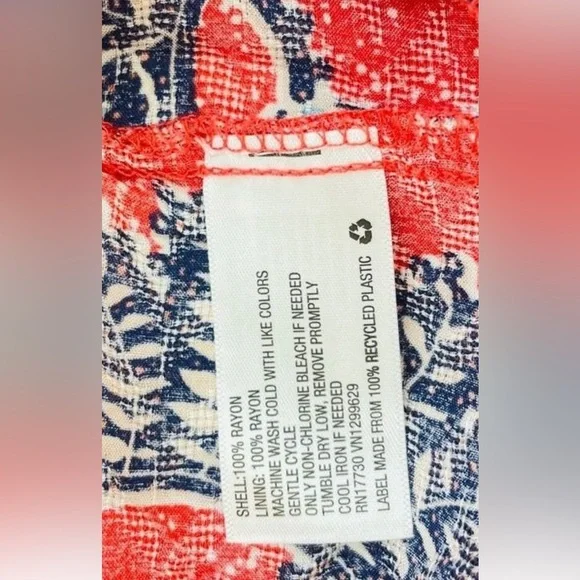 SHELL:100% RAYON
LINING: 100% RAYON
MACHINE WASH COLD WITH LIKE COLORS
GENTLE CYCLE
ONLY NON-CHLORINE BLEACH IF NEEDED
TUMBLE DRY LOW, REMOVE PROMPTLY
COOL IRON IF NEEDED
RN17730 VN1299629
LABEL MADE FROM 100% RECYCLED PLASTIC